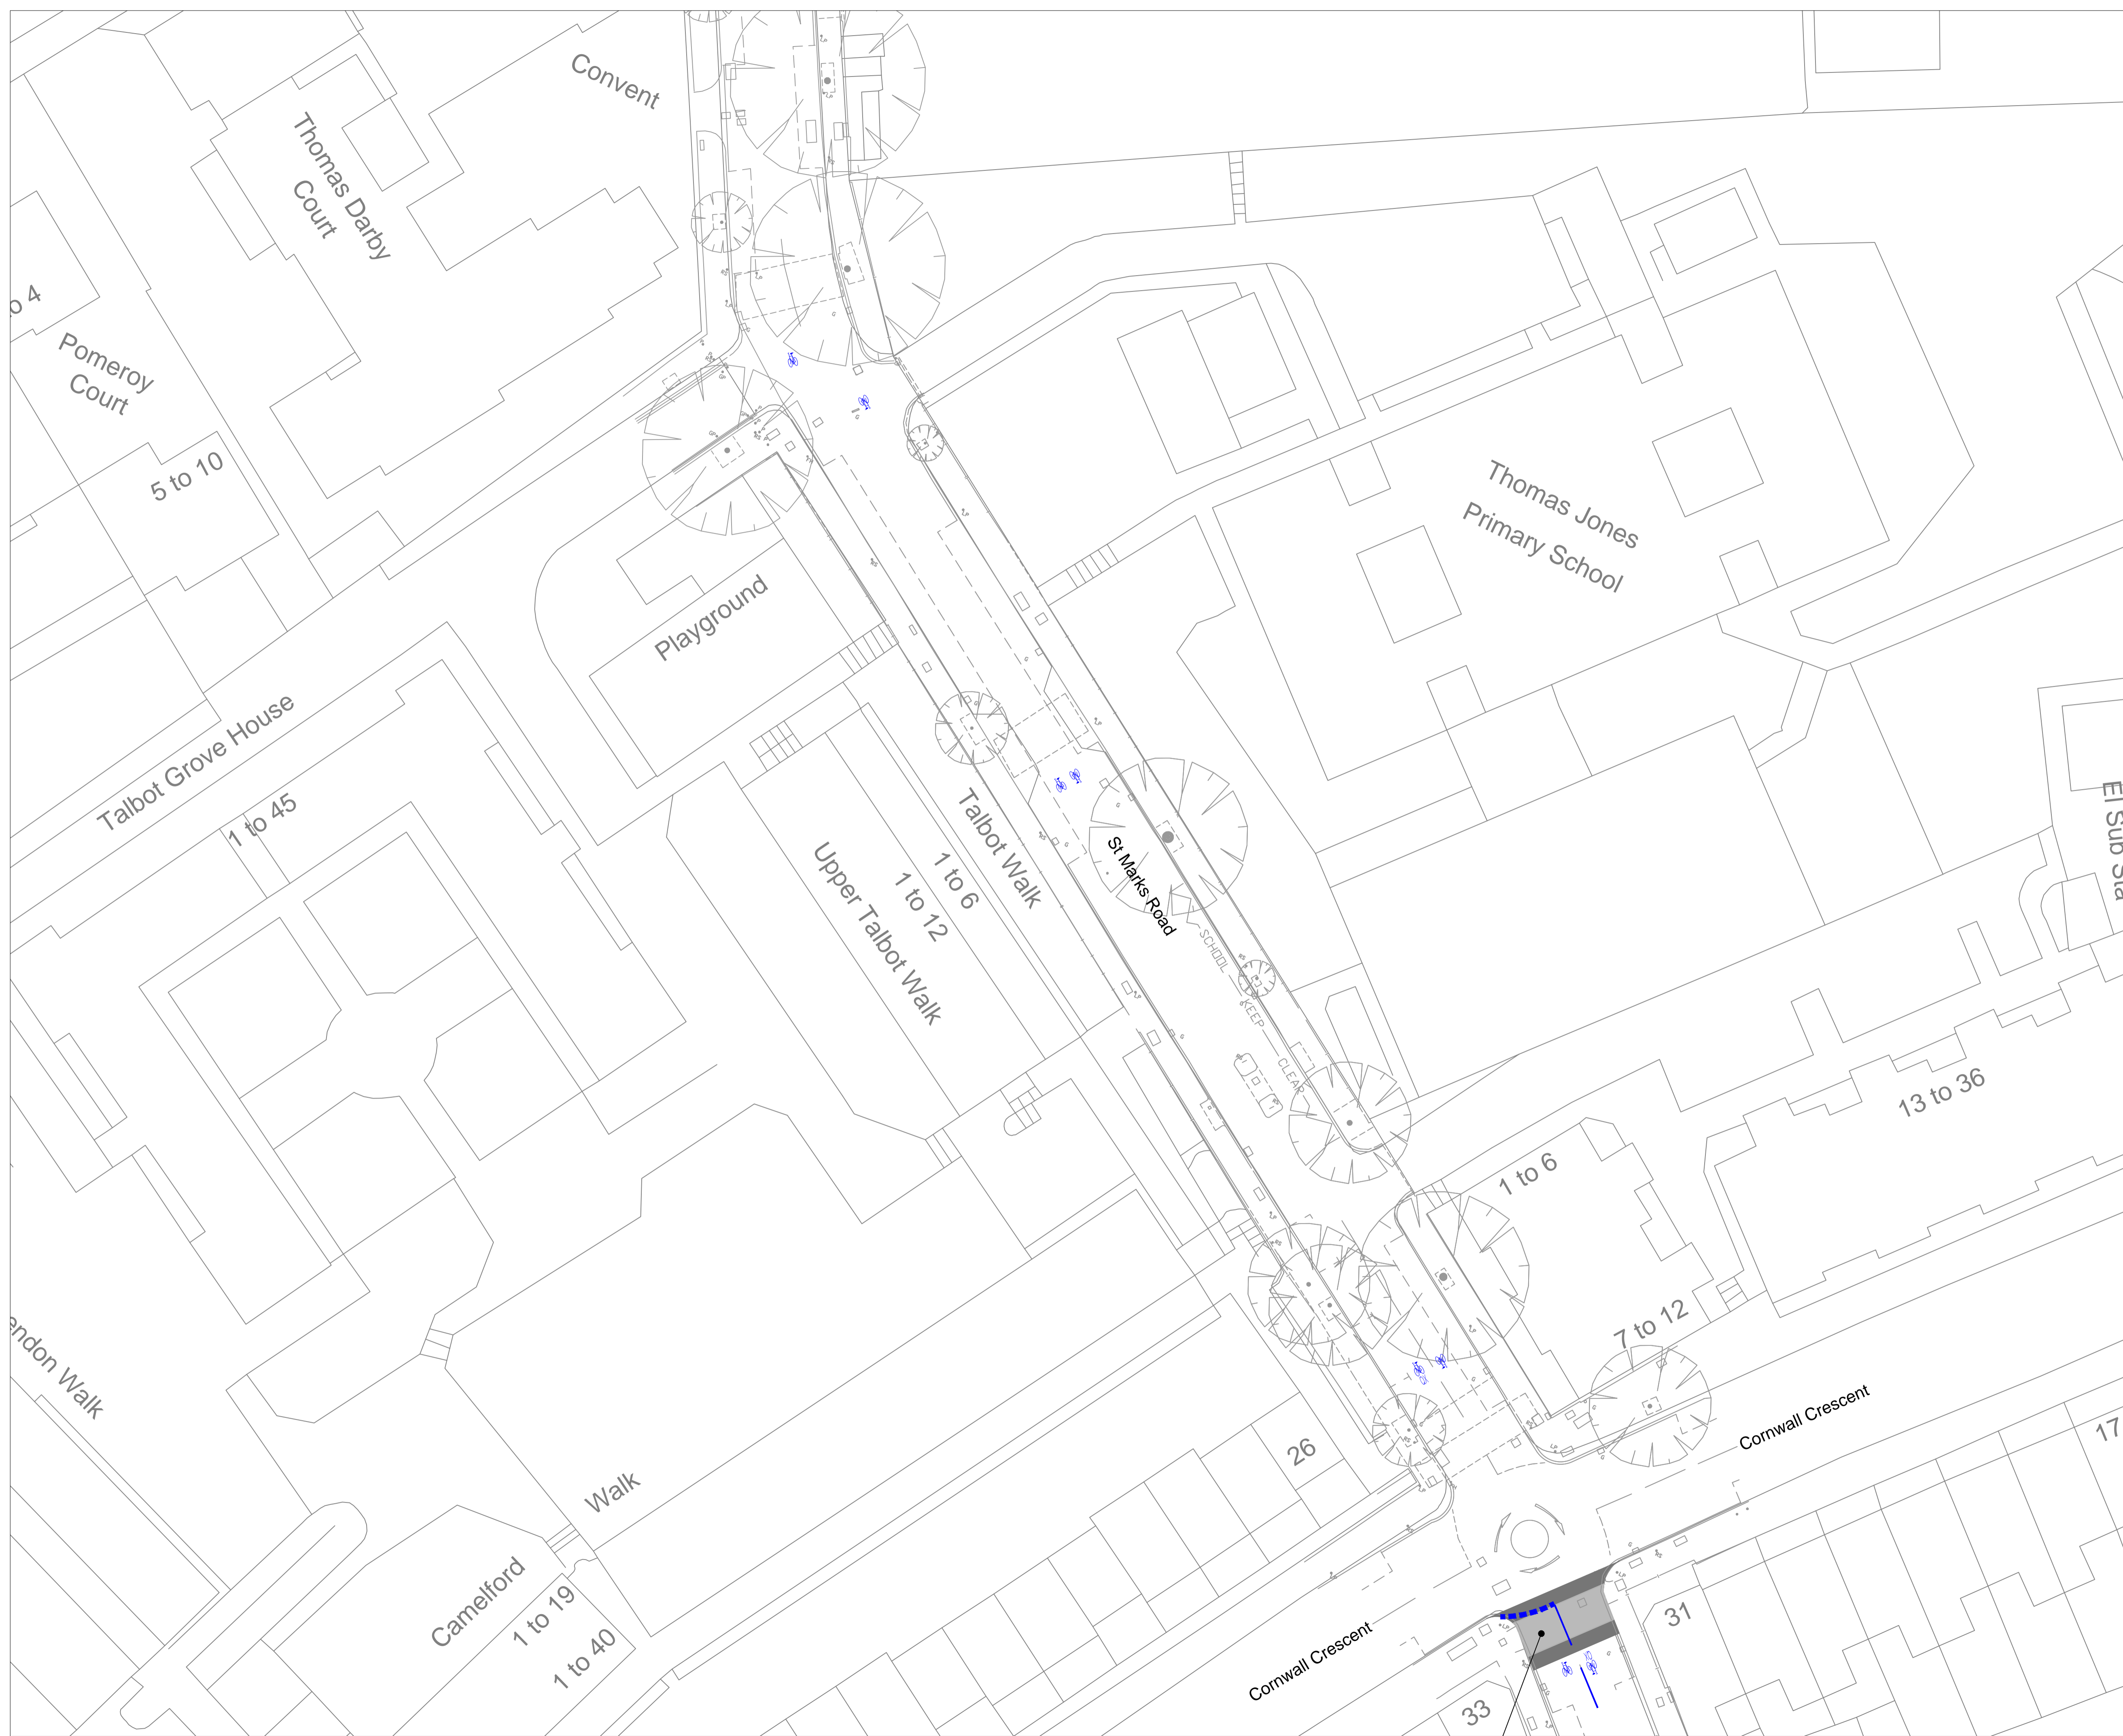 Convent
Thomas Darby
Court
o 4
Pomeroy
Court
5 to 10
Thomas Jones
Primary School
Playground
Talbot Grove House
1 to 45
Talbot Walk
1 to 6
1 to 12
Upper Talbot Walk
St Marks Road
SCHOOL
KEEP
CLEAR
El Sub Sta
13 to 36
1 to 6
7 to 12
endon Walk
Walk
Camelford
1 to 19
1 to 40
26
Cornwall Crescent
17
31
Cornwall Crescent
33